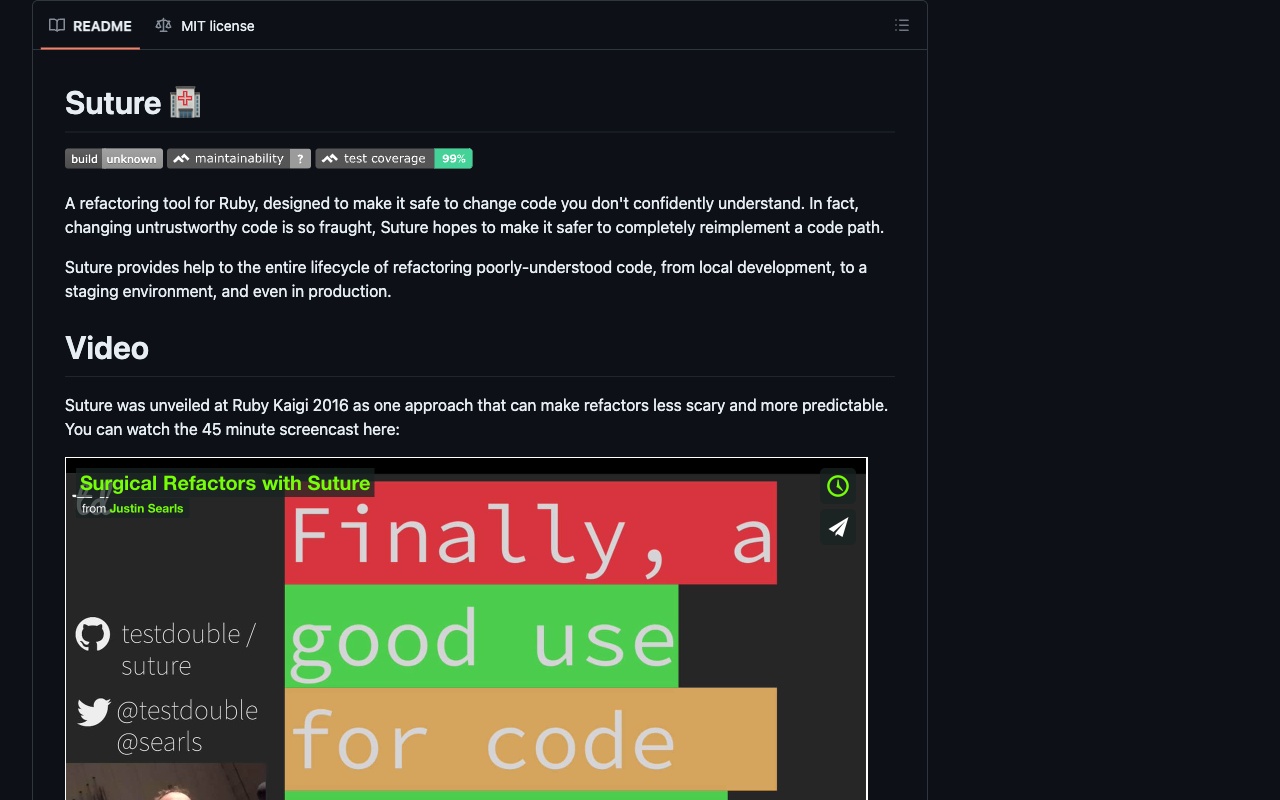 README
MIT license
Suture
build unknown
maintainability ?
test coverage 99%
A refactoring tool for Ruby, designed to make it safe to change code you don't confidently understand. In fact,
changing untrustworthy code is so fraught, Suture hopes to make it safer to completely reimplement a code path.
Suture provides help to the entire lifecycle of refactoring poorly-understood code, from local development, to a
staging environment, and even in production.
Video
Suture was unveiled at Ruby Kaigi 2016 as one approach that can make refactors less scary and more predictable.
You can watch the 45 minute screencast here:
Surgical Refactors with Suture
from Justin Searls
testdouble /
suture
@testdouble
@searls
Finally, a
good use
for code